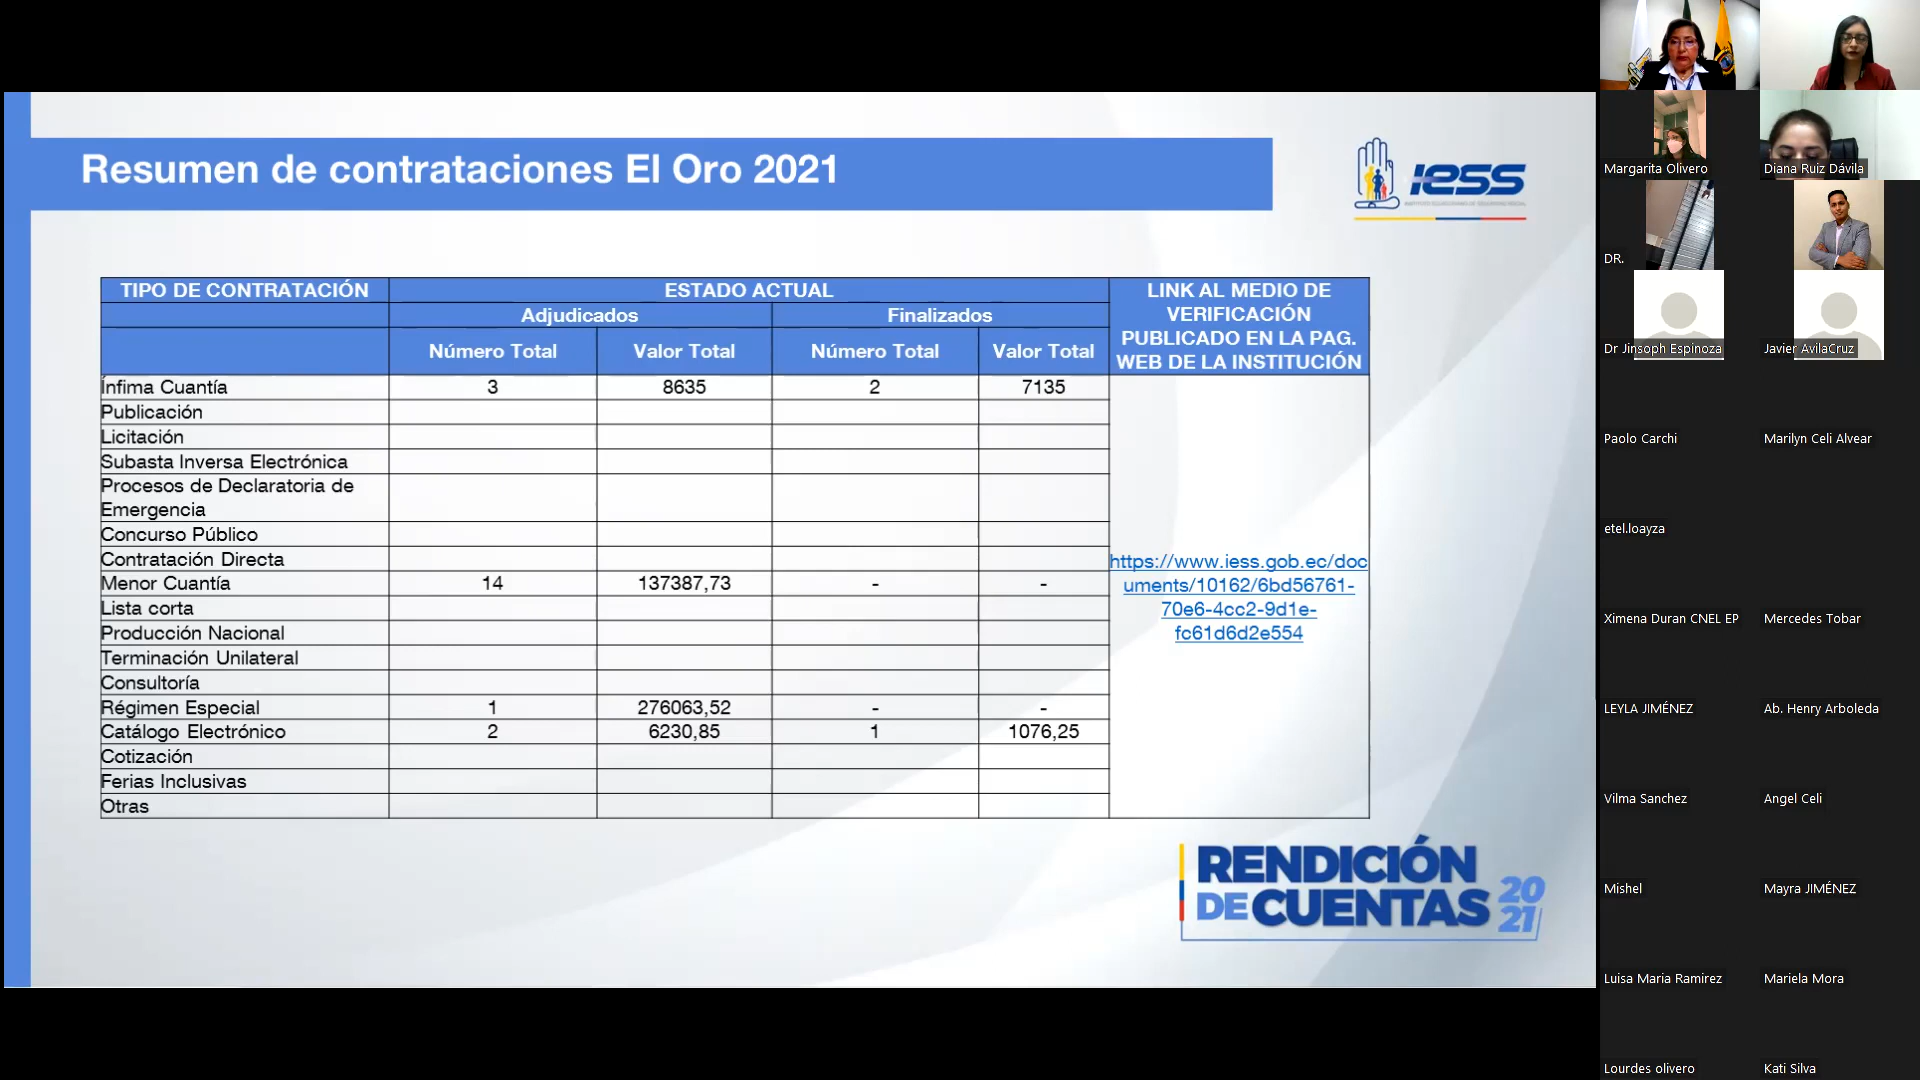 Resumen de contrataciones El Oro 2021
IESS
TIPO DE CONTRATACIÓN
ESTADO ACTUAL
LINK AL MEDIO DE
VERIFICACIÓN
PUBLICADO EN LA PAG.
WEB DE LA INSTITUCIÓN
Adjudicados Finalizados
Número Total Valor Total Número Total Valor Total
Ínfima Cuantía 3 8635 2 7135
Publicación
Licitación
Subasta Inversa Electrónica
Procesos de Declaratoria de
Emergencia
Concurso Público
Contratación Directa
Menor Cuantía 14 137387,73 - -
Lista corta
Producción Nacional
Terminación Unilateral
Consultoría
Régimen Especial 1 276063,52 - -
Catálogo Electrónico 2 6230,85 1 1076,25
Cotización
Ferias Inclusivas
Otras
https://www.iess.gob.ec/doc
uments/10162/6bd56761-
70e6-4cc2-9d1e-
fc61d6d2e554
RENDICIÓN
DE CUENTAS 20
21
Margarita Olivero
Diana Ruiz Dávila
DR.
Dr Jinsoph Espinoza
Javier AvilaCruz
Paolo Carchi
Marilyn Celi Alvear
etel.loayza
Ximena Duran CNEL EP
Mercedes Tobar
LEYLA JIMÉNEZ
Ab. Henry Arboleda
Vilma Sanchez
Angel Celi
Mishel
Mayra JIMÉNEZ
Luisa Maria Ramirez
Mariela Mora
Lourdes olivero
Kati Silva